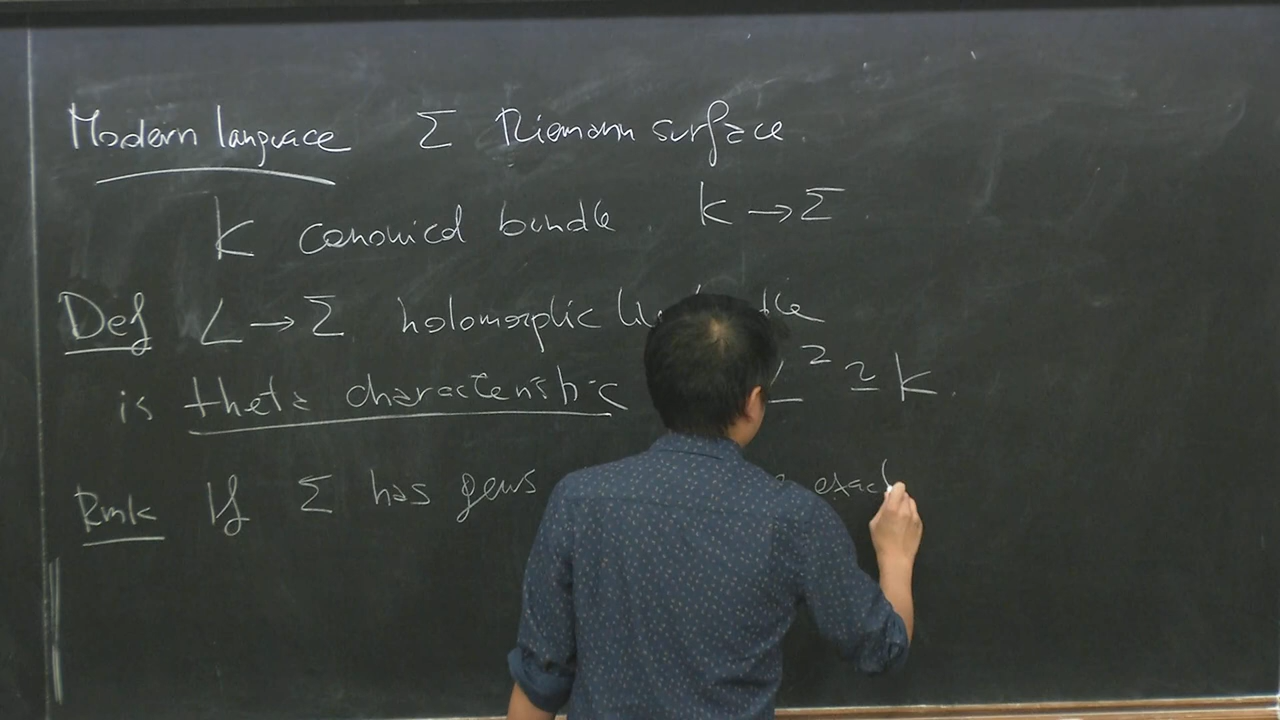 Modern language Σ Riemann surface.
K canonical bundle. K → Σ
Def L → Σ holomorphic
is theta characteristic L² ≃ K.
Rmk If Σ has genus exact